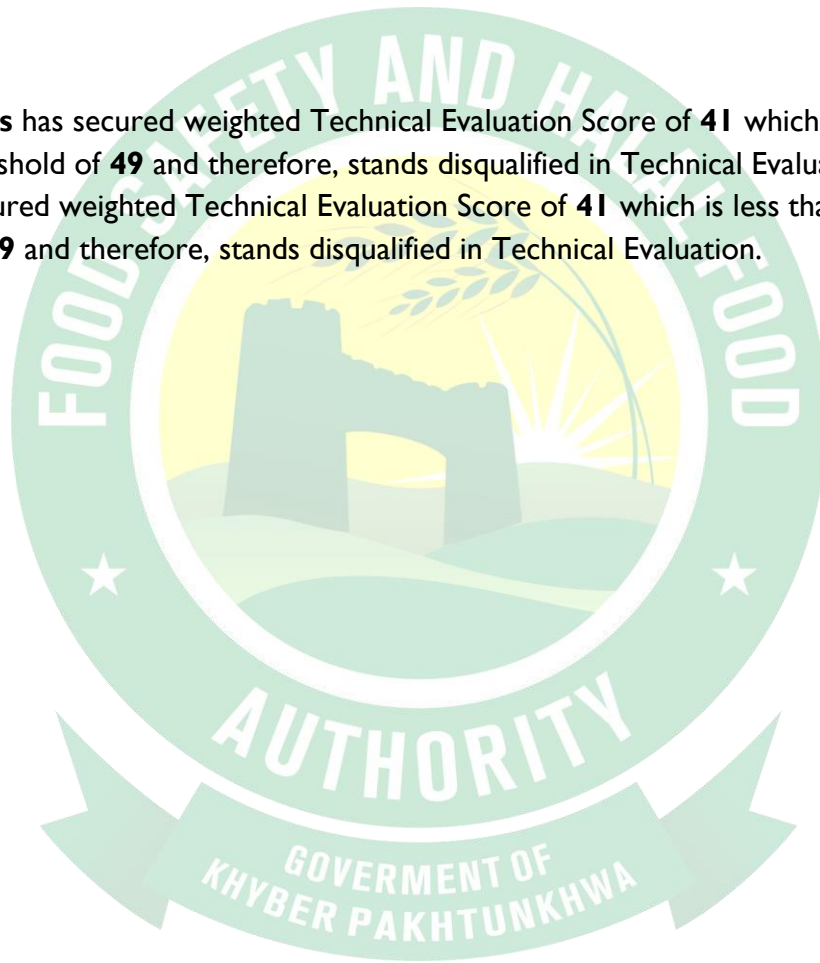 s has secured weighted Technical Evaluation Score of 41 which
shold of 49 and therefore, stands disqualified in Technical Evalua
ured weighted Technical Evaluation Score of 41 which is less tha
9 and therefore, stands disqualified in Technical Evaluation.
FOOD SAFETY AND HALAL FOOD
AUTHORITY
GOVERMENT OF
KHYBER PAKHTUNKHWA